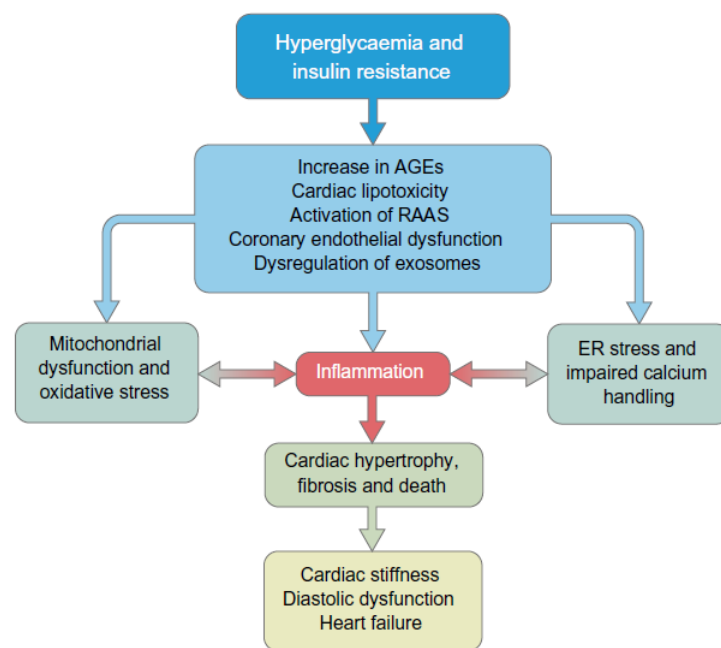 Hyperglycaemia and
insulin resistance
Increase in AGEs
Cardiac lipotoxicity
Activation of RAAS
Coronary endothelial dysfunction
Dysregulation of exosomes
Mitochondrial
dysfunction and
oxidative stress
Inflammation
ER stress and
impaired calcium
handling
Cardiac hypertrophy,
fibrosis and death
Cardiac stiffness
Diastolic dysfunction
Heart failure